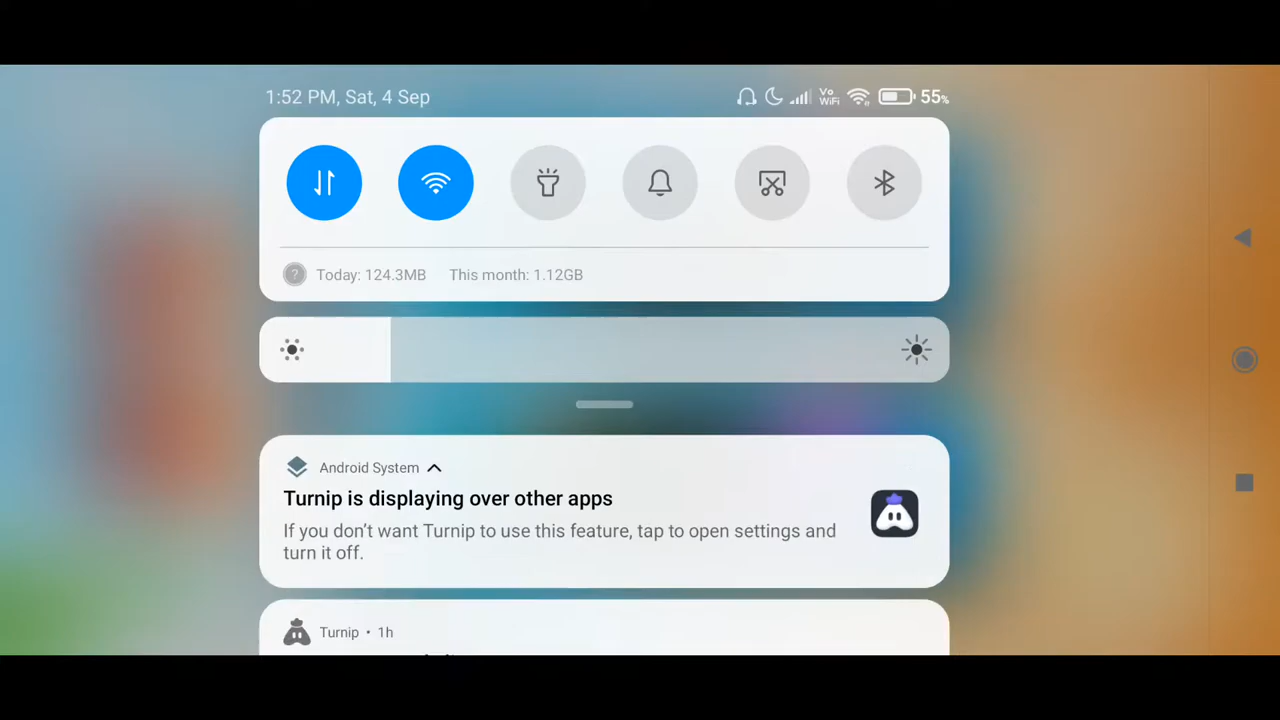 1:52 PM, Sat, 4 Sep
Vo WiFi 55%
Today: 124.3MB This month: 1.12GB
Android System
Turnip is displaying over other apps
If you don't want Turnip to use this feature, tap to open settings and
turn it off.
Turnip • 1h